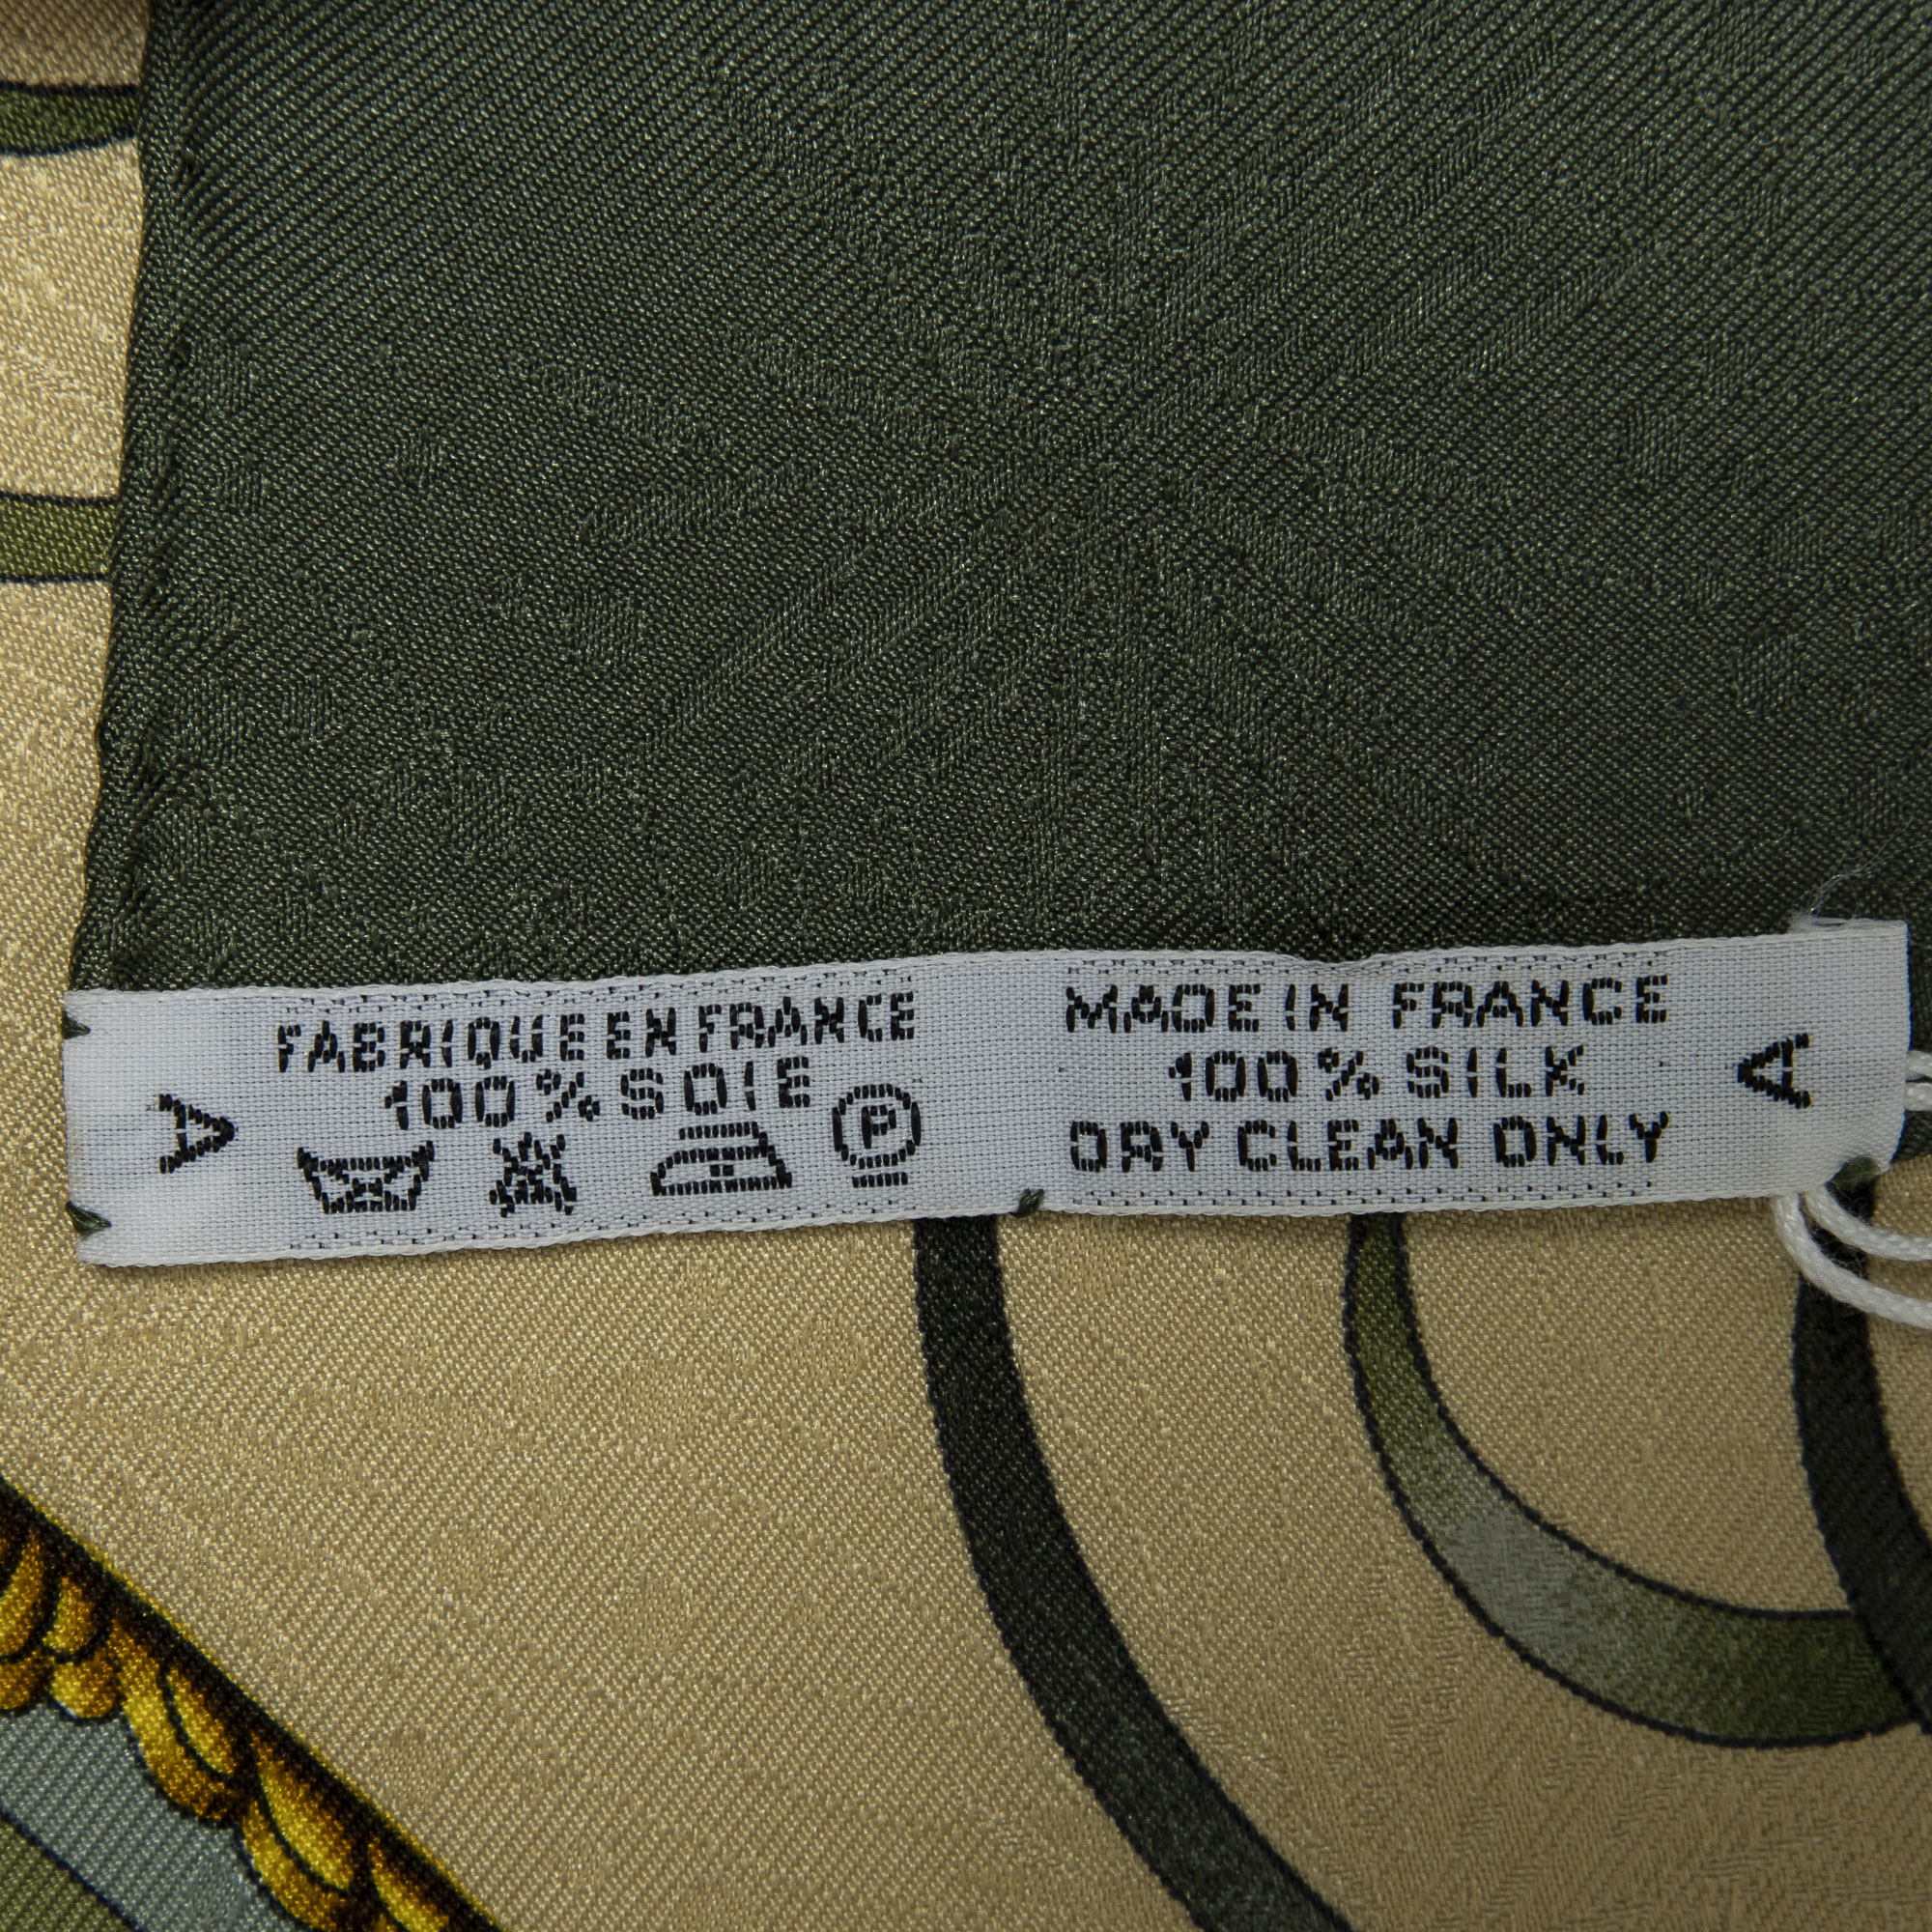 A
FABRIQUE EN FRANCE
100% SOIE
P
MADE IN FRANCE
100% SILK
DRY CLEAN ONLY
A